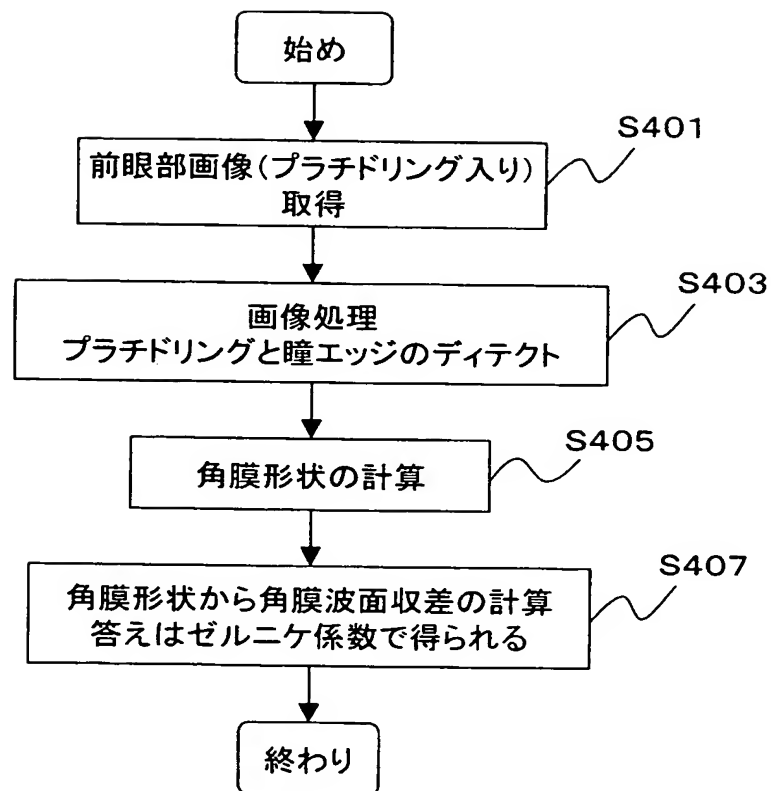 始め
S401
前眼部画像(プラチドリング入り)
取得
S403
画像処理
プラチドリングと瞳エッジのディテクト
S405
角膜形状の計算
S407
角膜形状から角膜波面収差の計算
答えはゼルニケ係数で得られる
終わり